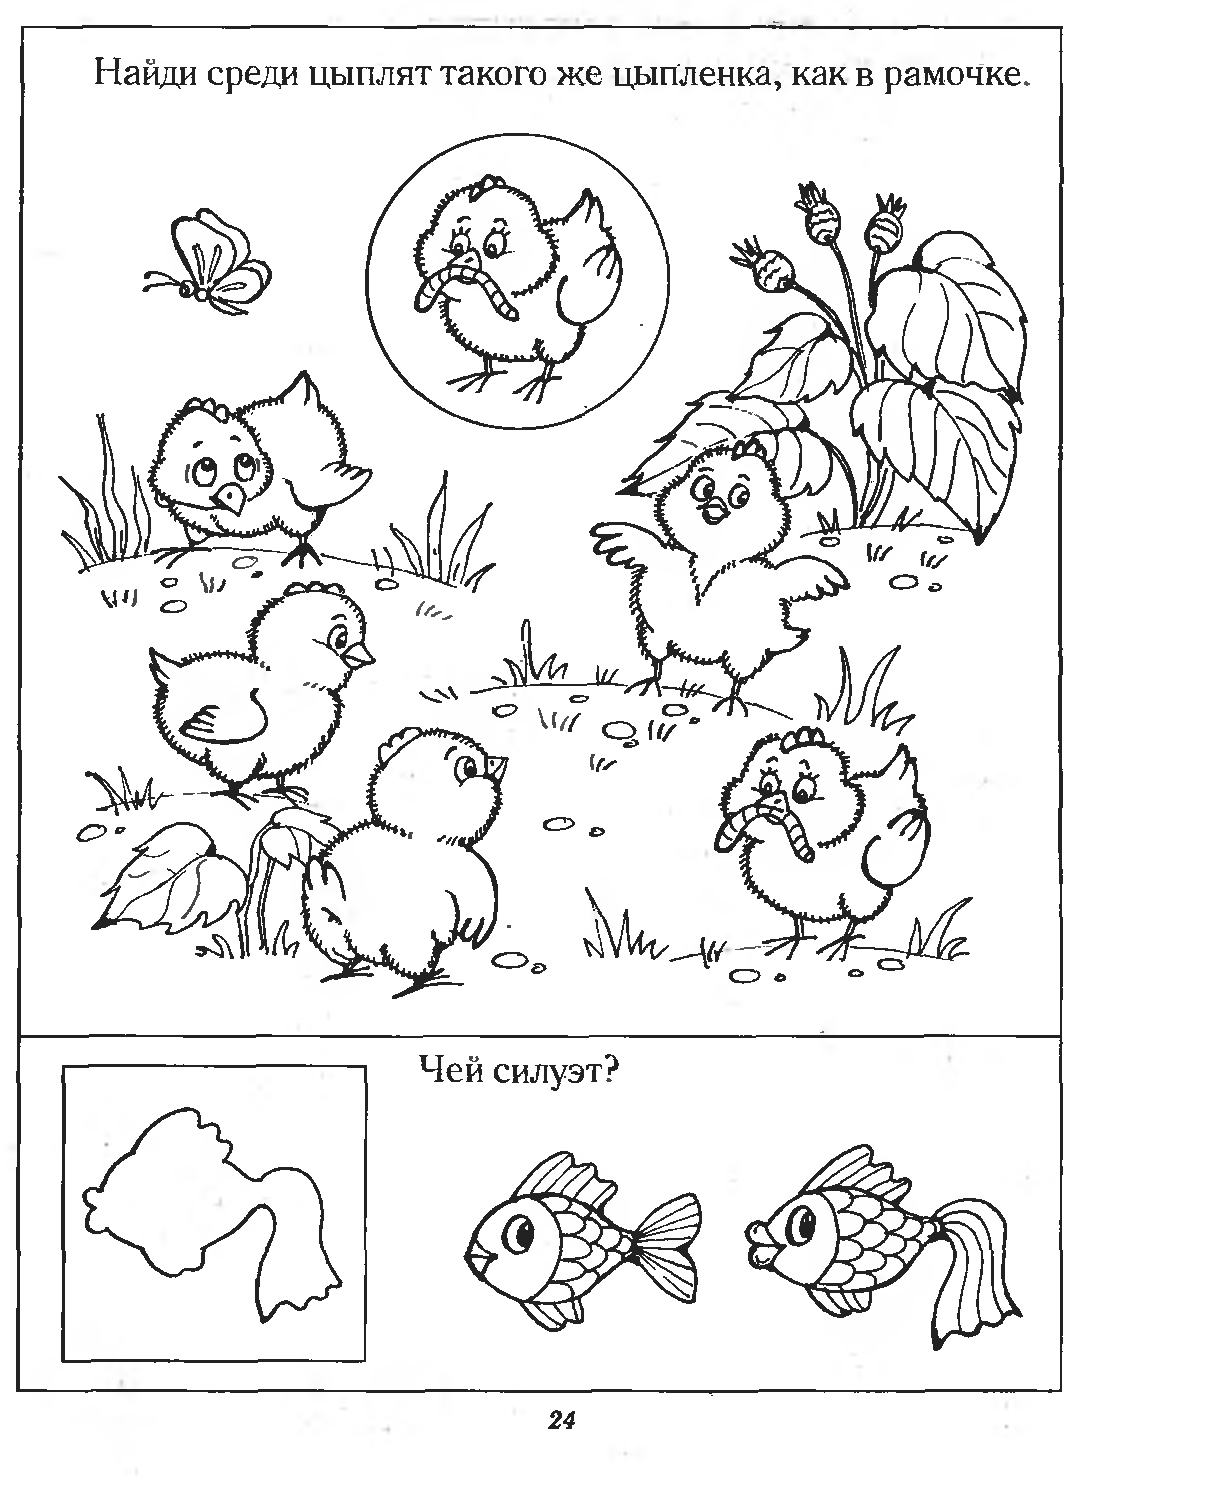 Найди среди цыплят такого же цыпленка, как в рамочке.
Чей силуэт?
24